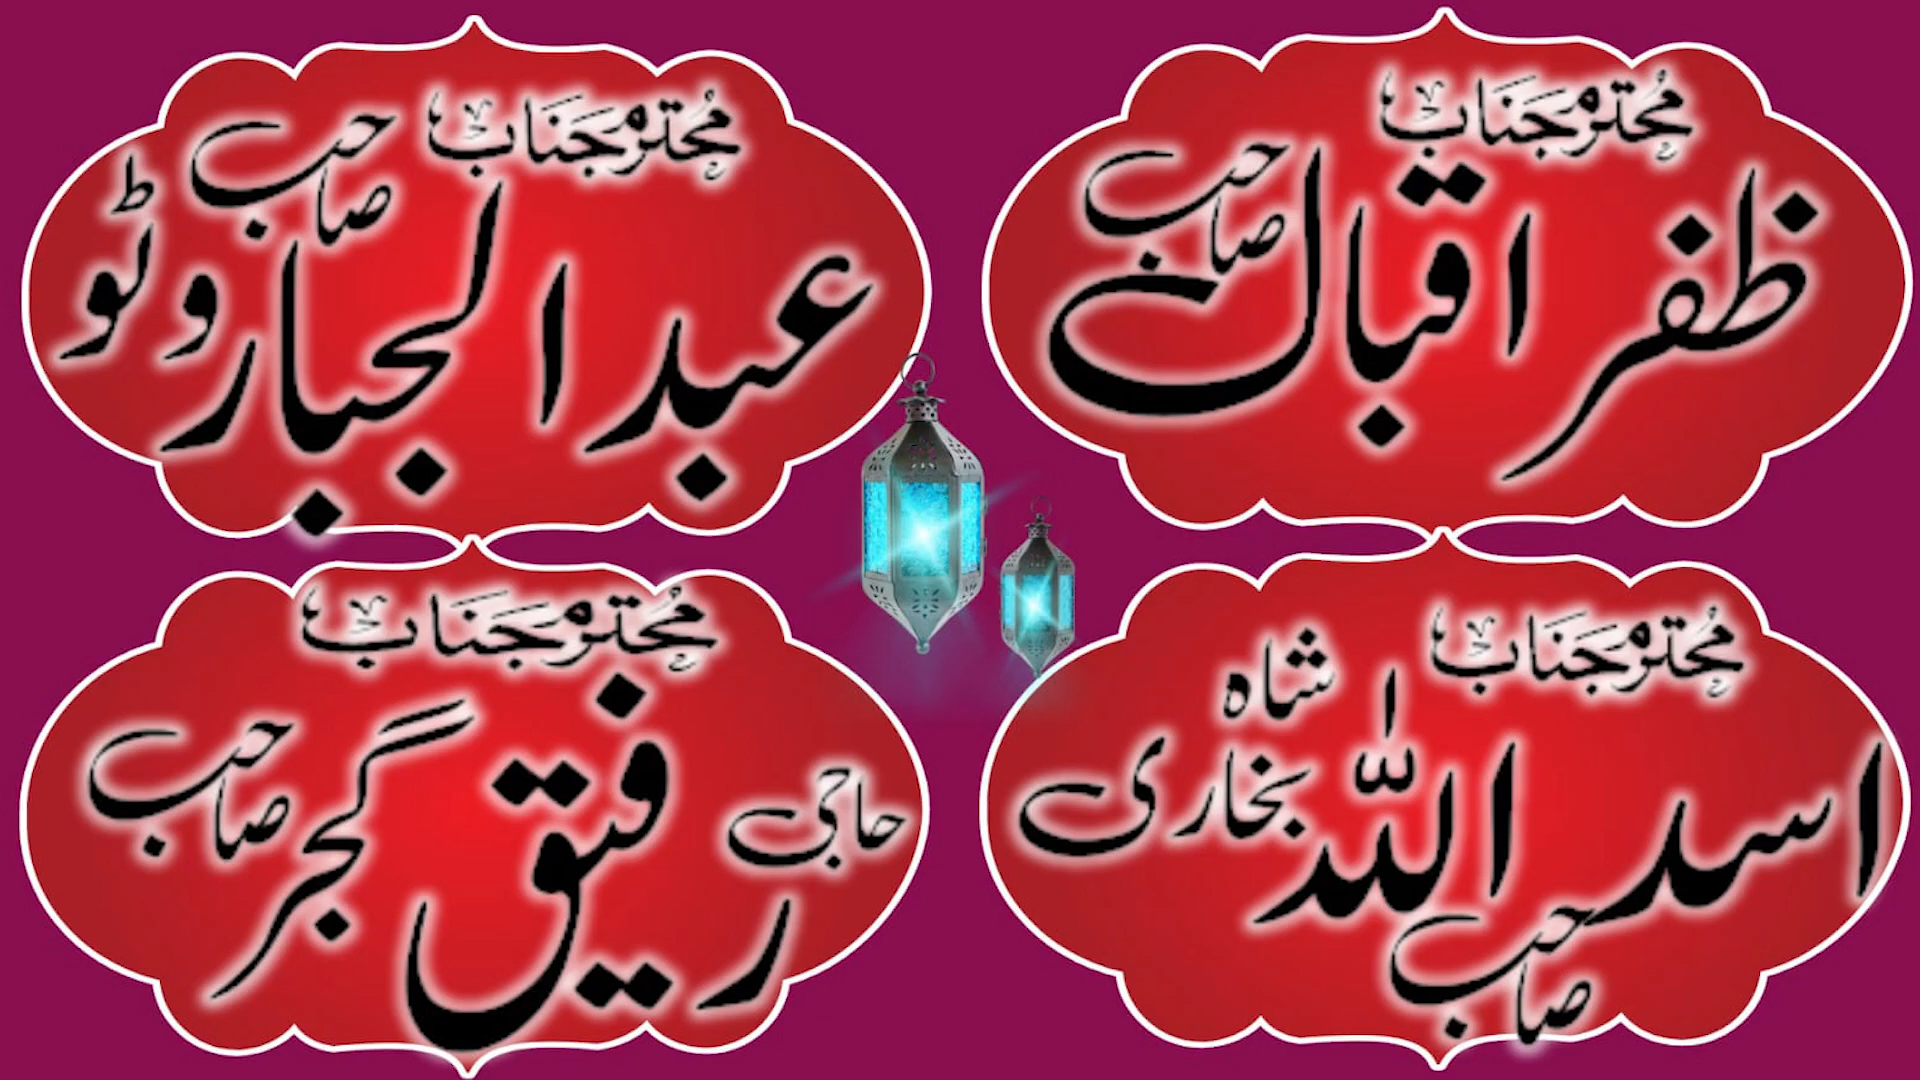 محترم جناب
ظفر اقبال صاحب
محترم جناب
عبدالجبار وٹو صاحب
محترم جناب
اسد اللہ شاہ بخاری صاحب
محترم جناب
حاجی رفیق گجر صاحب